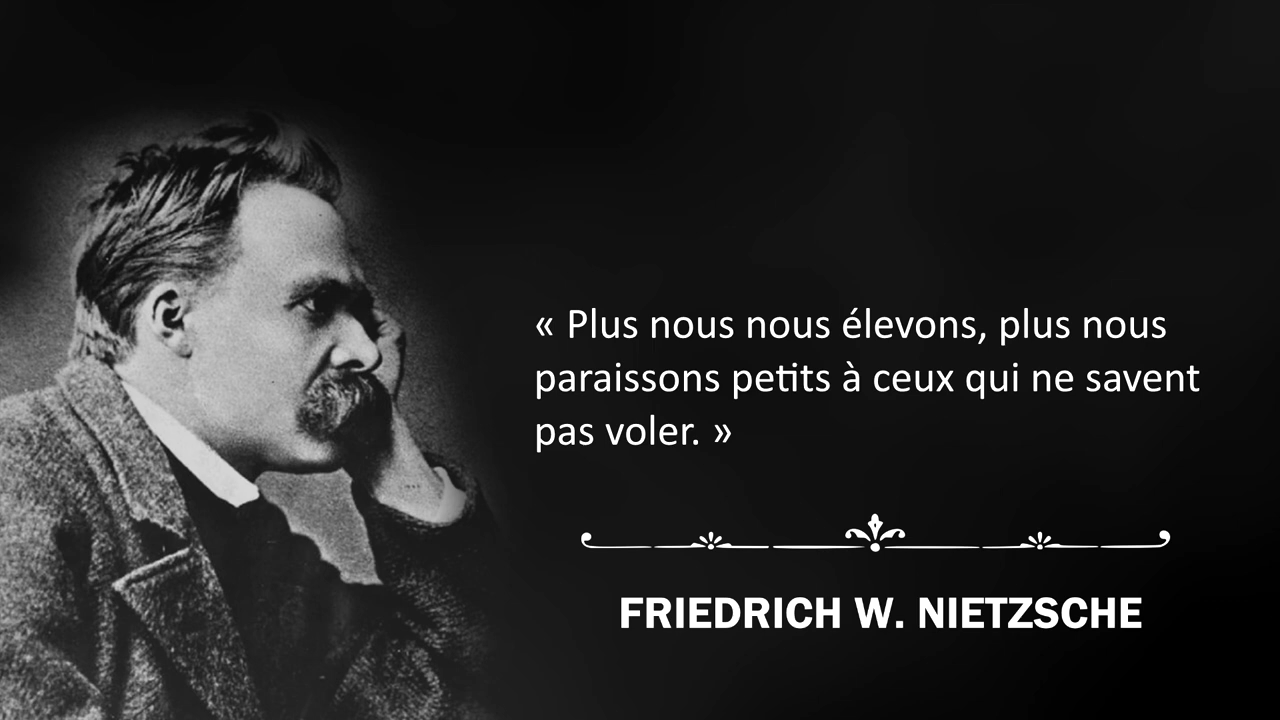 « Plus nous nous élevons, plus nous
paraissons petits à ceux qui ne savent
pas voler. »
FRIEDRICH W. NIETZSCHE